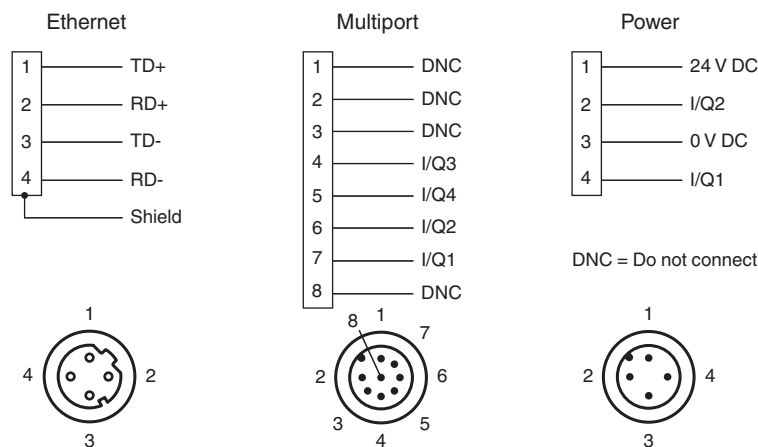 Ethernet
1 TD+
2 RD+
3 TD-
4 RD-
Shield
1
4 2
3
Multiport
1 DNC
2 DNC
3 DNC
4 I/Q3
5 I/Q4
6 I/Q2
7 I/Q1
8 DNC
8 1 7
2 6
3 5
4
Power
1 24 V DC
2 I/Q2
3 0 V DC
4 I/Q1
DNC = Do not connect
1
2 4
3